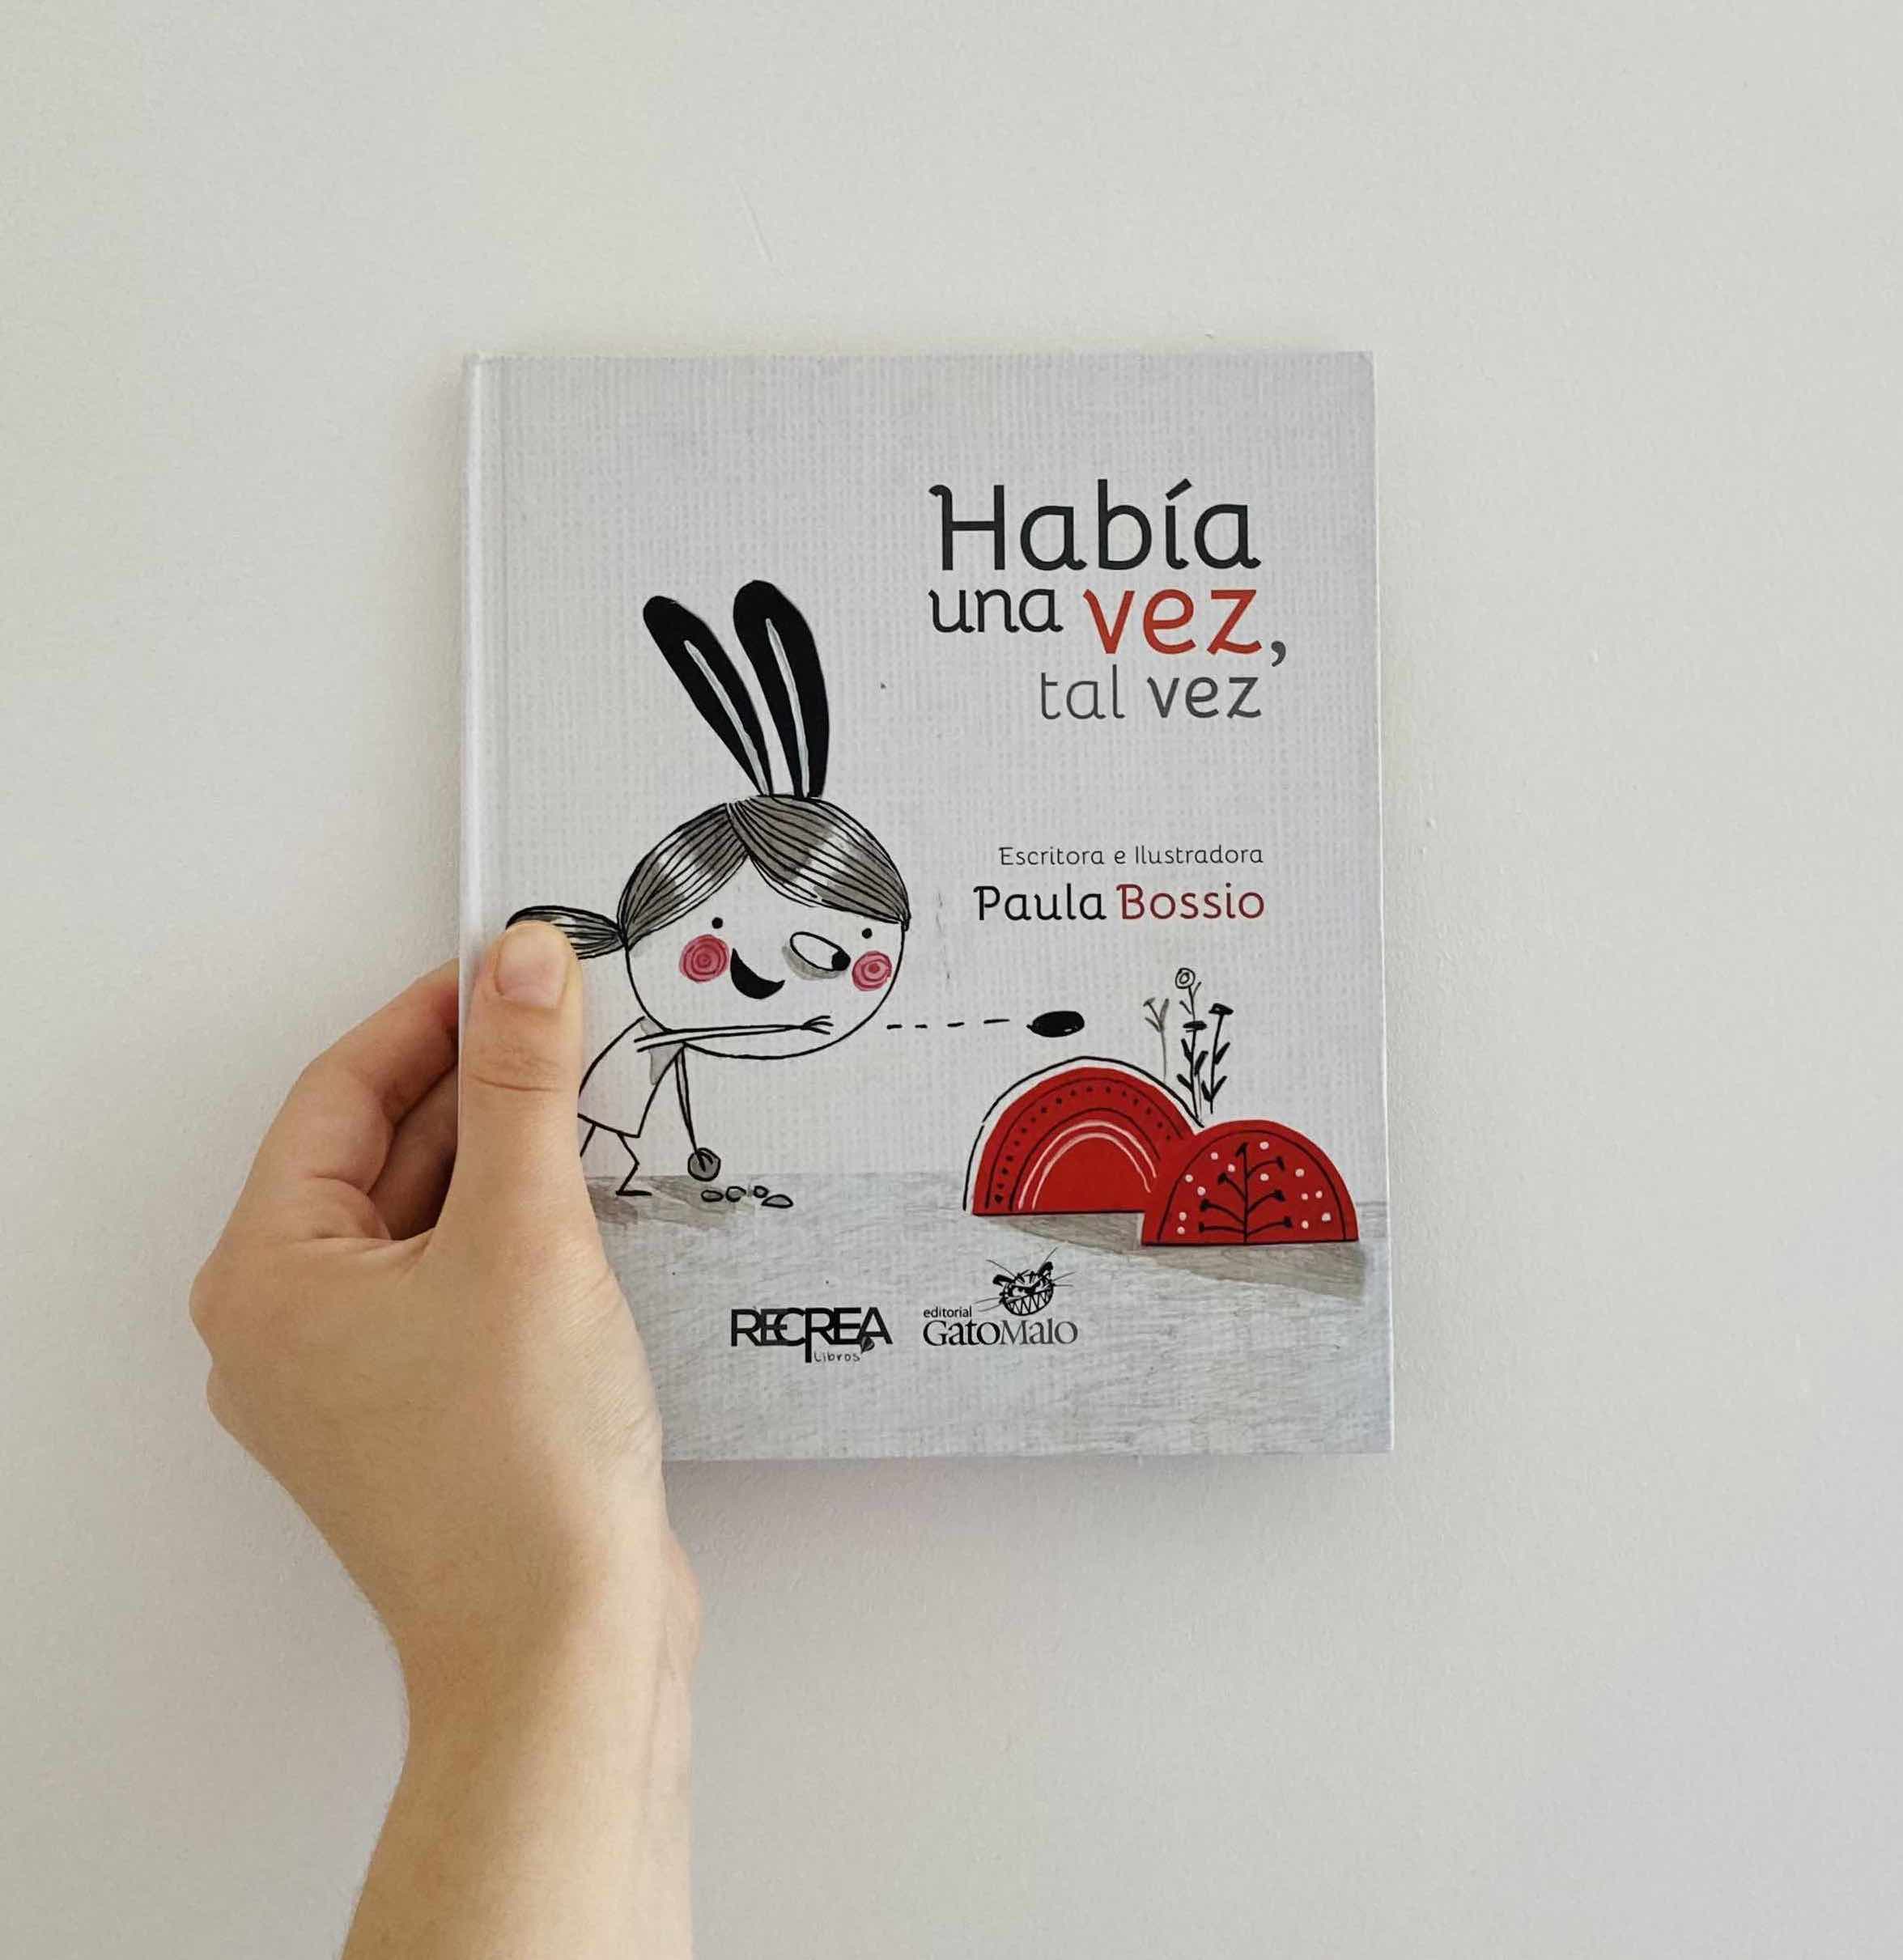 Había
una vez,
tal vez
Escritora e Ilustradora
Paula Bossio
RECREA
Libros
editorial
GatoMalo